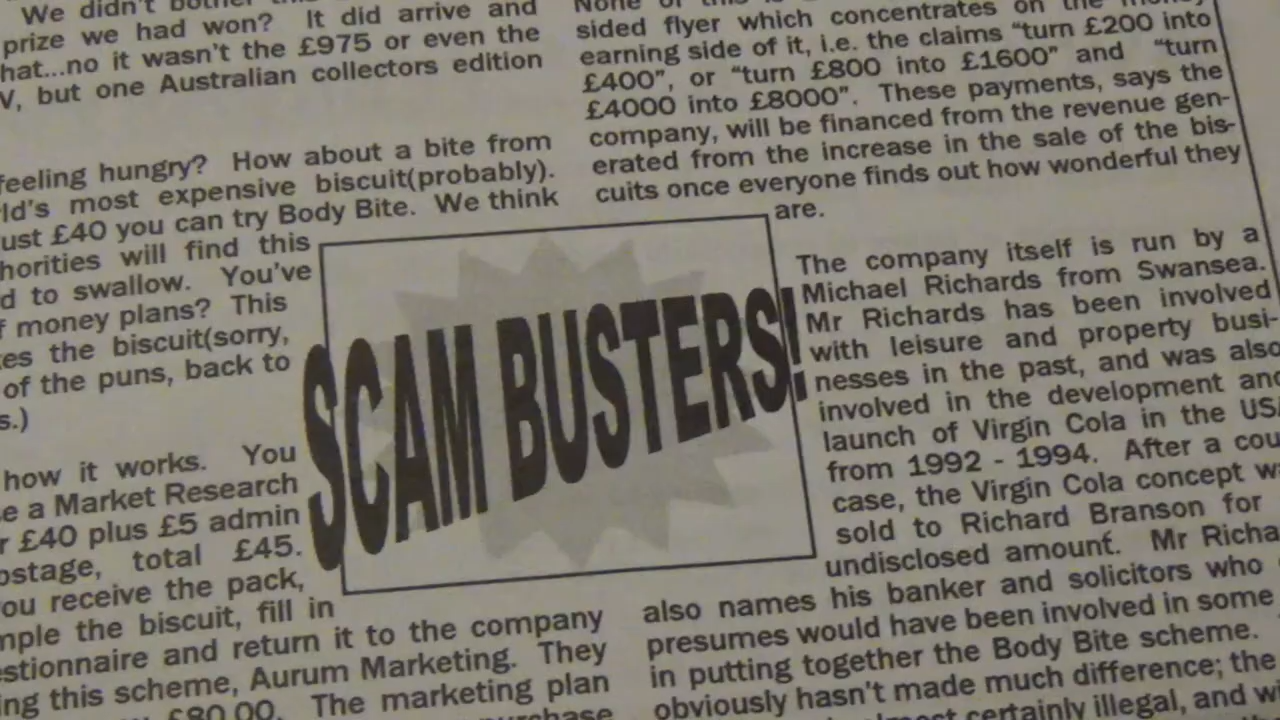 We didn't bother
prize we had won? It did arrive and
hat...no it wasn't the £975 or even the
V, but one Australian collectors edition
feeling hungry? How about a bite from
rld's most expensive biscuit(probably).
ust £40 you can try Body Bite. We think
horities will find this
d to swallow. You've
f money plans? This
es the biscuit(sorry,
of the puns, back to
s.)
how it works. You
e a Market Research
r £40 plus £5 admin
ostage, total £45.
ou receive the pack,
mple the biscuit, fill in
estionnaire and return it to the company
ing this scheme, Aurum Marketing. They
£80.00. The marketing plan
SCAM BUSTERS!
None of this is
sided flyer which concentrates on the money
earning side of it, i.e. the claims “turn £200 into
£400”, or “turn £800 into £1600” and “turn
£4000 into £8000”. These payments, says the
company, will be financed from the revenue gen-
erated from the increase in the sale of the bis-
cuits once everyone finds out how wonderful they
are.
The company itself is run by a
Michael Richards from Swansea.
Mr Richards has been involved
with leisure and property busi-
nesses in the past, and was also
involved in the development and
launch of Virgin Cola in the USA
from 1992 - 1994. After a cou
case, the Virgin Cola concept w
sold to Richard Branson for
undisclosed amount. Mr Richa
also names his banker and solicitors who
presumes would have been involved in some
in putting together the Body Bite scheme.
obviously hasn't made much difference; the
certainly illegal, and wi